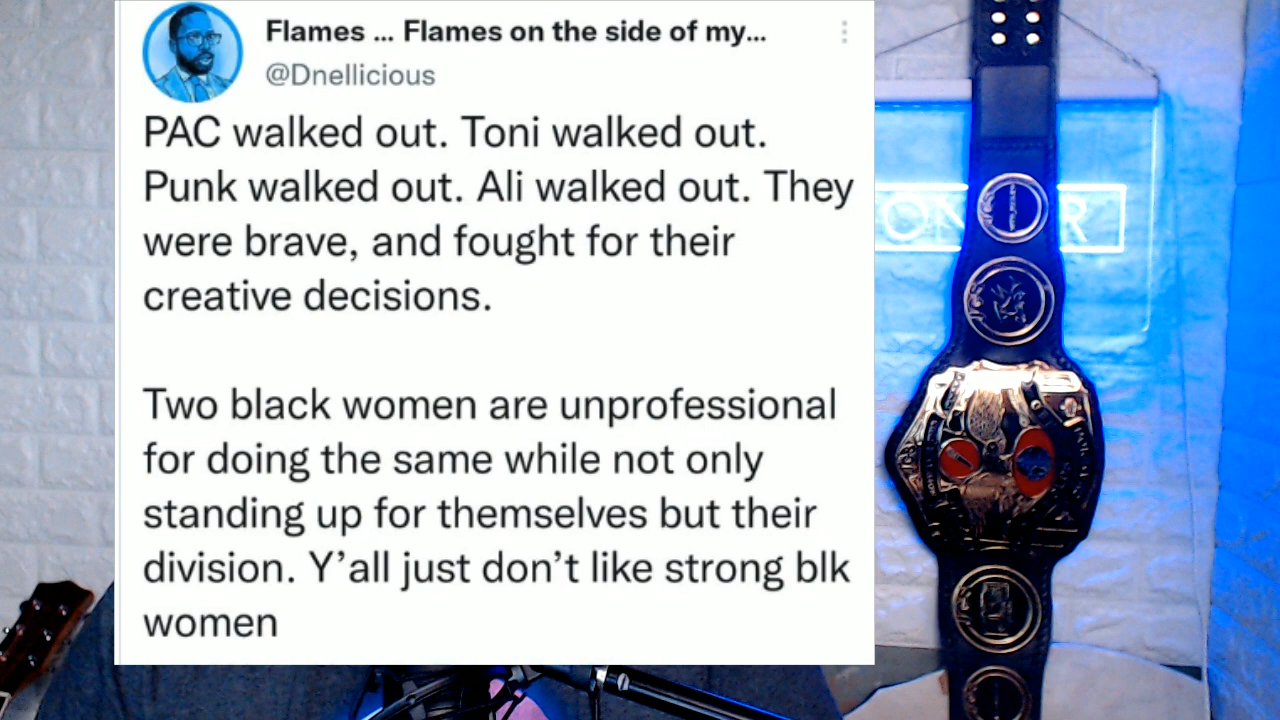 Flames ... Flames on the side of my...
@Dnellicious
PAC walked out. Toni walked out.
Punk walked out. Ali walked out. They
were brave, and fought for their
creative decisions.
Two black women are unprofessional
for doing the same while not only
standing up for themselves but their
division. Y’all just don’t like strong blk
women